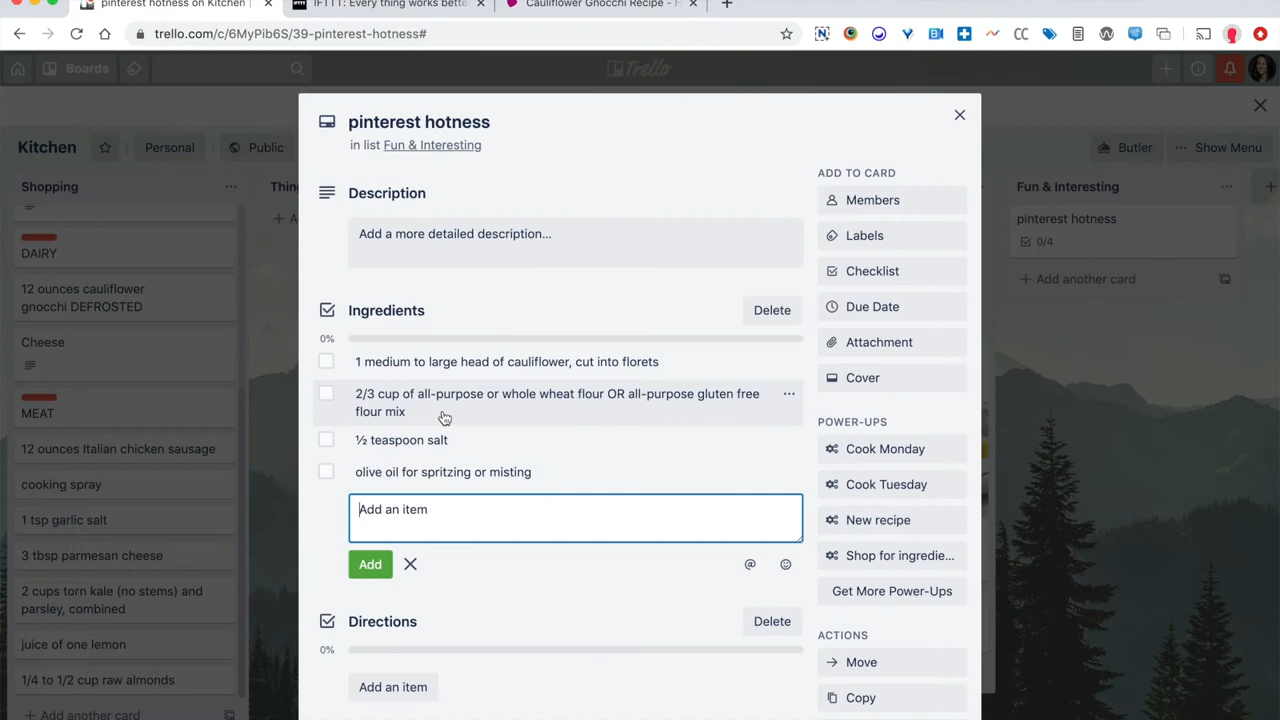 pinterest hotness on Kitchen
IFTTT: Everything works bette
Cauliflower Gnocchi Recipe - H
trello.com/c/6MyPib6S/39-pinterest-hotness#
Boards
Trello
Kitchen
Personal
Public
Butler
Show Menu
Shopping
DAIRY
12 ounces cauliflower
gnocchi DEFROSTED
Cheese
MEAT
12 ounces Italian chicken sausage
cooking spray
1 tsp garlic salt
3 tbsp parmesan cheese
2 cups torn kale (no stems) and
parsley, combined
juice of one lemon
1/4 to 1/2 cup raw almonds
+ Add another card
Thin
+ A
pinterest hotness
in list Fun & Interesting
Description
Add a more detailed description...
Ingredients
Delete
0%
1 medium to large head of cauliflower, cut into florets
2/3 cup of all-purpose or whole wheat flour OR all-purpose gluten free
flour mix
½ teaspoon salt
olive oil for spritzing or misting
Add an item
Add
Directions
Delete
0%
Add an item
ADD TO CARD
Members
Labels
Checklist
Due Date
Attachment
Cover
POWER-UPS
Cook Monday
Cook Tuesday
New recipe
Shop for ingredie...
Get More Power-Ups
ACTIONS
Move
Copy
Fun & Interesting
pinterest hotness
0/4
+ Add another card